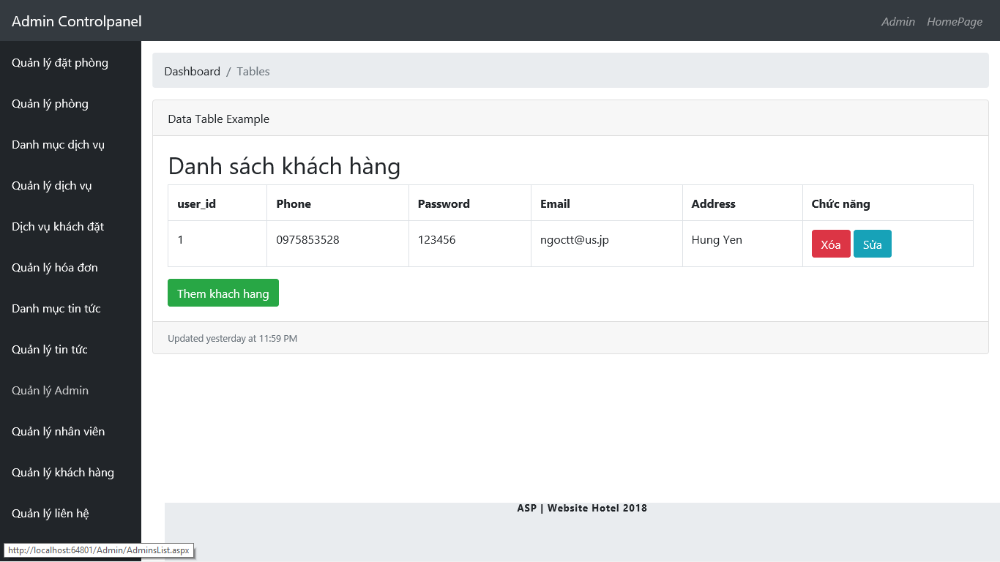 Admin Controlpanel
Admin HomePage
Quản lý đặt phòng
Quản lý phòng
Danh mục dịch vụ
Quản lý dịch vụ
Dịch vụ khách đặt
Quản lý hóa đơn
Danh mục tin tức
Quản lý tin tức
Quản lý Admin
Quản lý nhân viên
Quản lý khách hàng
Quản lý liên hệ
Dashboard / Tables
Data Table Example
Danh sách khách hàng
user_id Phone Password Email Address Chức năng
1 0975853528 123456 ngoctt@us.jp Hung Yen Xóa Sửa
Them khach hang
Updated yesterday at 11:59 PM
ASP | Website Hotel 2018
http://localhost:64801/Admin/AdminsList.aspx